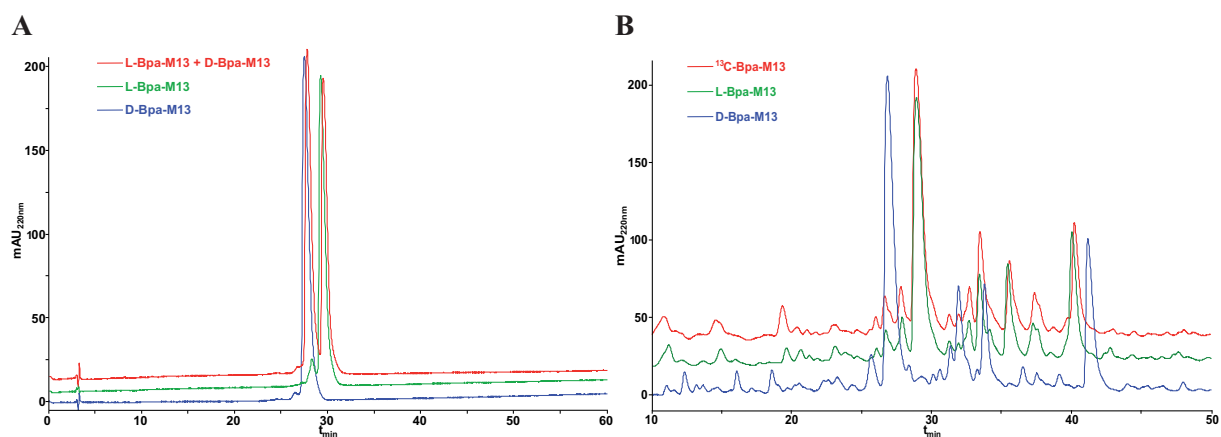 A
L-Bpa-M13 + D-Bpa-M13
L-Bpa-M13
D-Bpa-M13
200
150
100
50
0
mAU220nm
0 10 20 30 40 50 60
tmin
B
13C-Bpa-M13
L-Bpa-M13
D-Bpa-M13
200
150
100
50
0
mAU220nm
10 20 30 40 50
tmin